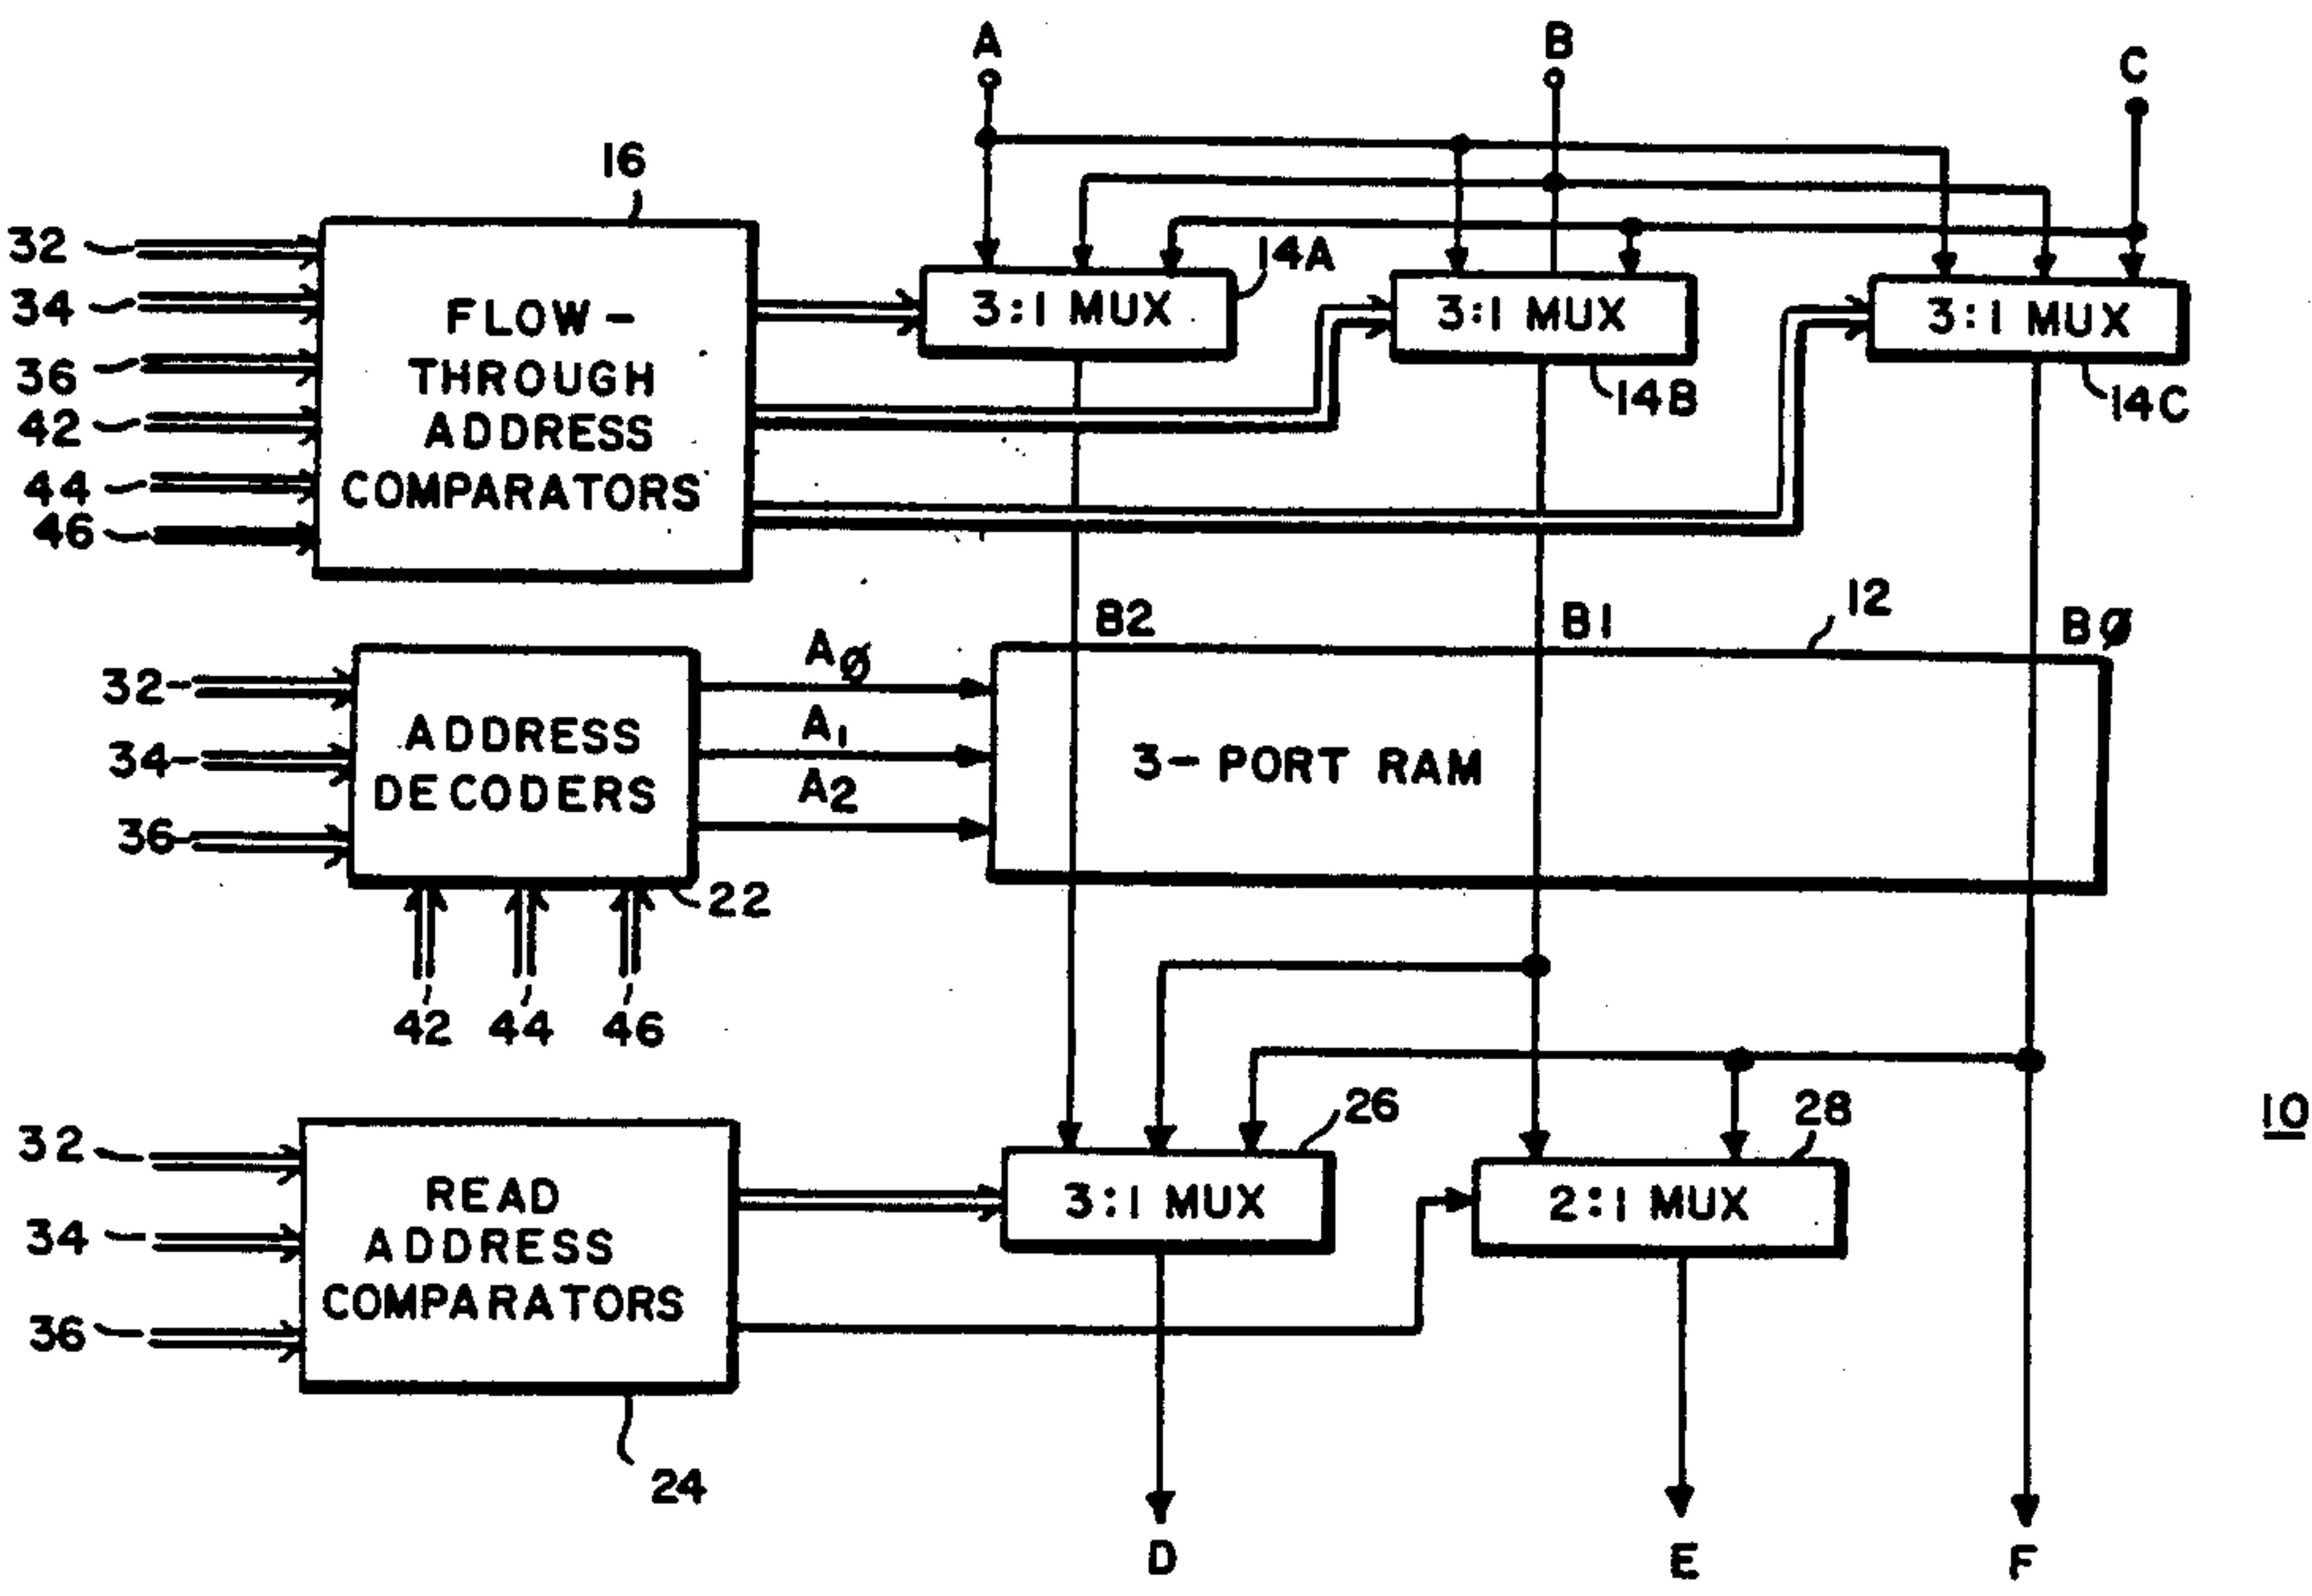 A
B
C
16
32
34
36
42
44
46
FLOW-
THROUGH
ADDRESS
COMPARATORS
3:1 MUX
14A
3:1 MUX
14B
3:1 MUX
14C
B2
B1
12
BØ
32
34
36
ADDRESS
DECODERS
AØ
A1
A2
3-PORT RAM
22
42 44 46
32
34
36
READ
ADDRESS
COMPARATORS
24
3:1 MUX
26
2:1 MUX
28
10
D
E
F